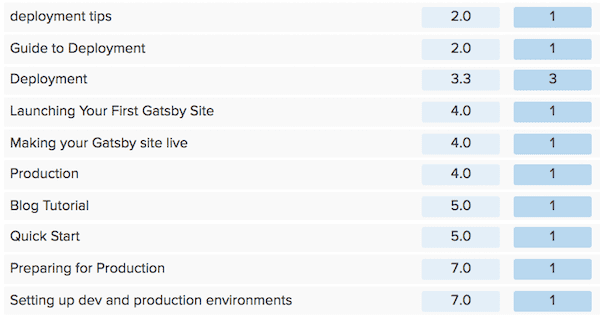 deployment tips 2.0 1
Guide to Deployment 2.0 1
Deployment 3.3 3
Launching Your First Gatsby Site 4.0 1
Making your Gatsby site live 4.0 1
Production 4.0 1
Blog Tutorial 5.0 1
Quick Start 5.0 1
Preparing for Production 7.0 1
Setting up dev and production environments 7.0 1